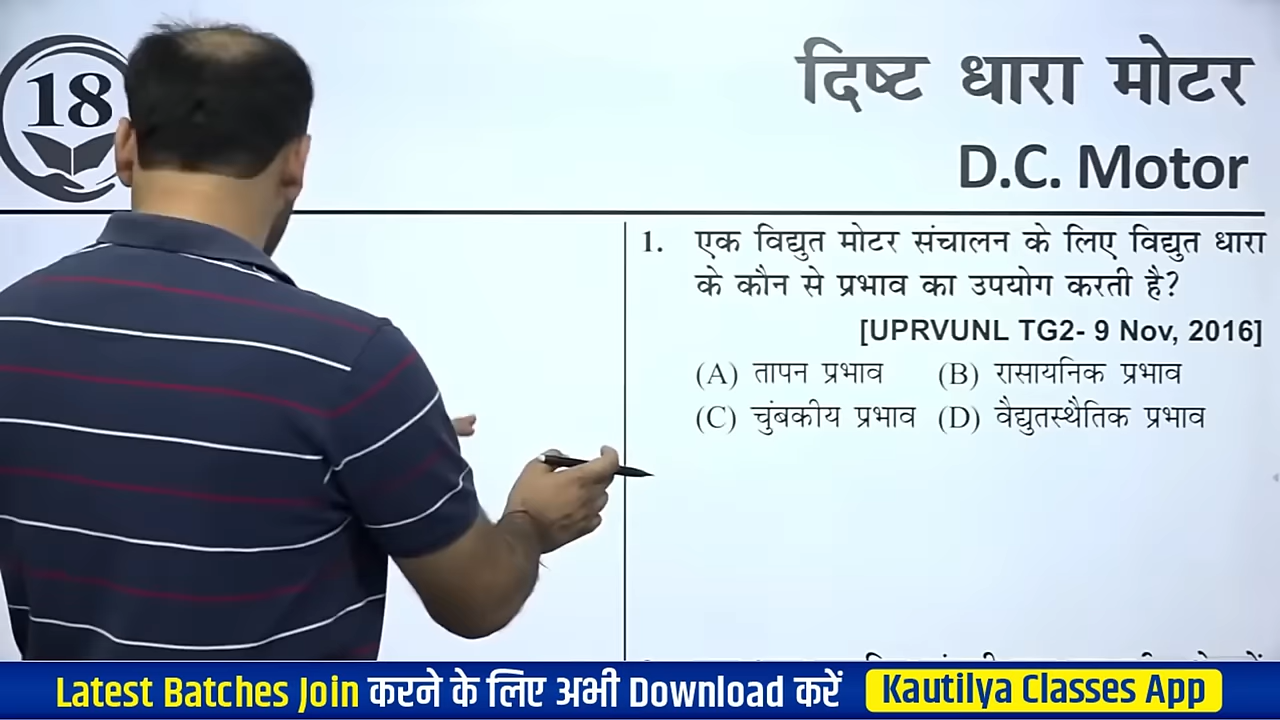 18
दिष्ट धारा मोटर
D.C. Motor
1. एक विद्युत मोटर संचालन के लिए विद्युत धारा
के कौन से प्रभाव का उपयोग करती है?
[UPRVUNL TG2- 9 Nov, 2016]
(A) तापन प्रभाव (B) रासायनिक प्रभाव
(C) चुंबकीय प्रभाव (D) वैद्युतस्थैतिक प्रभाव
Latest Batches Join करने के लिए अभी Download करें Kautilya Classes App